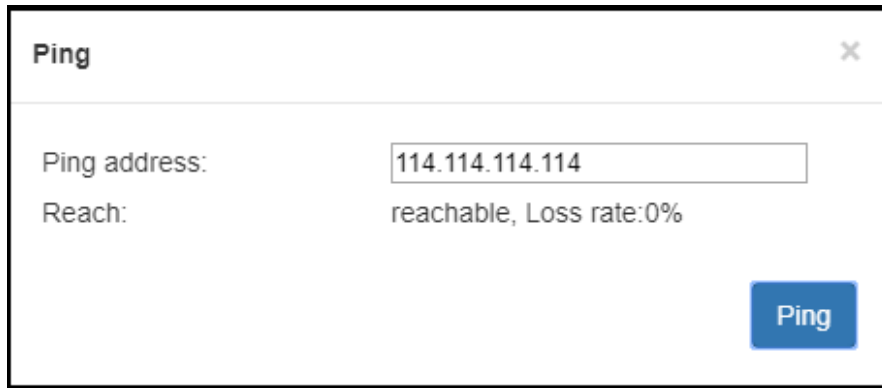 Ping
×
Ping address: 114.114.114.114
Reach: reachable, Loss rate:0%
Ping